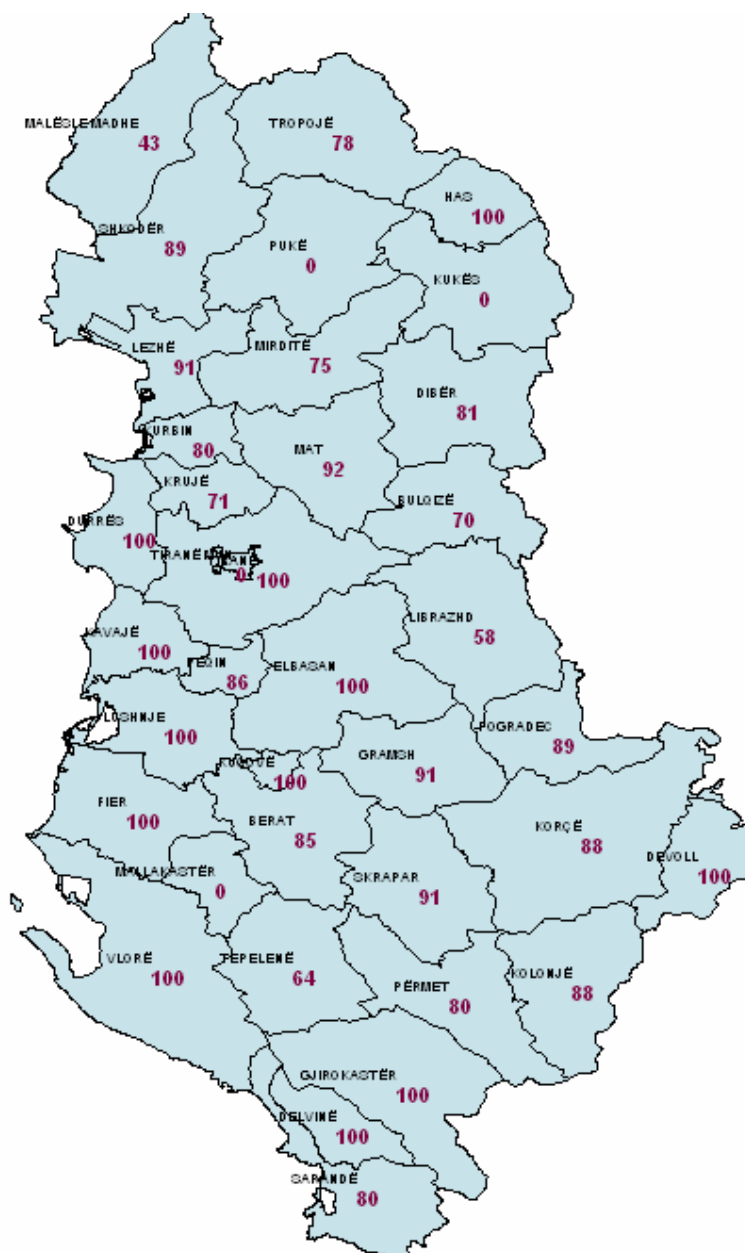 MALËSI E MADHE
43
TROPOJË
78
HAS
100
SHKODËR
89
PUKË
0
KUKËS
0
LEZHË
91
MIRDITË
75
DIBËR
81
KURBIN
80
MAT
92
KRUJË
71
BULQIZË
70
DURRËS
100
0
100
LIBRAZHD
58
KAVAJË
100
PEQIN
86
ELBASAN
100
LUSHNJE
100
POGRADEC
89
GRAMSH
91
KUÇOVË
100
FIER
100
BERAT
85
KORÇË
88
DEVOLL
100
MALLAKASTËR
0
SKRAPAR
91
VLORË
100
TEPELENË
64
PËRMET
80
KOLONJË
88
GJIROKASTËR
100
DELVINË
100
SARANDË
80